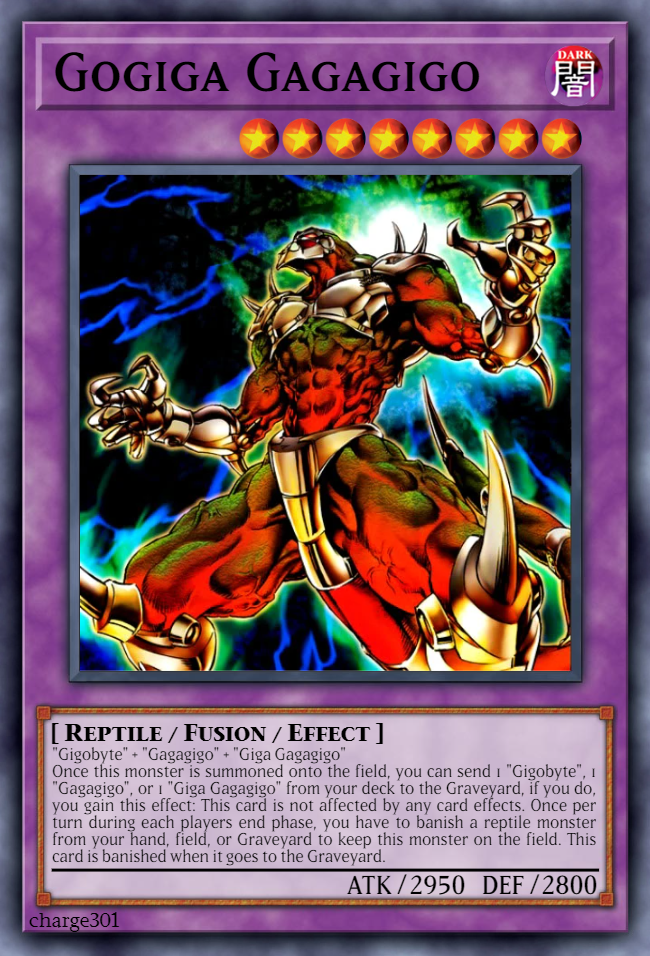 Gogiga Gagagigo
DARK
闇
[ Reptile / Fusion / Effect ]
"Gigobyte" + "Gagagigo" + "Giga Gagagigo"
Once this monster is summoned onto the field, you can send 1 "Gigobyte", 1
"Gagagigo", or 1 "Giga Gagagigo" from your deck to the Graveyard, if you do,
you gain this effect: This card is not affected by any card effects. Once per
turn during each players end phase, you have to banish a reptile monster
from your hand, field, or Graveyard to keep this monster on the field. This
card is banished when it goes to the Graveyard.
ATK / 2950 DEF / 2800
charge301